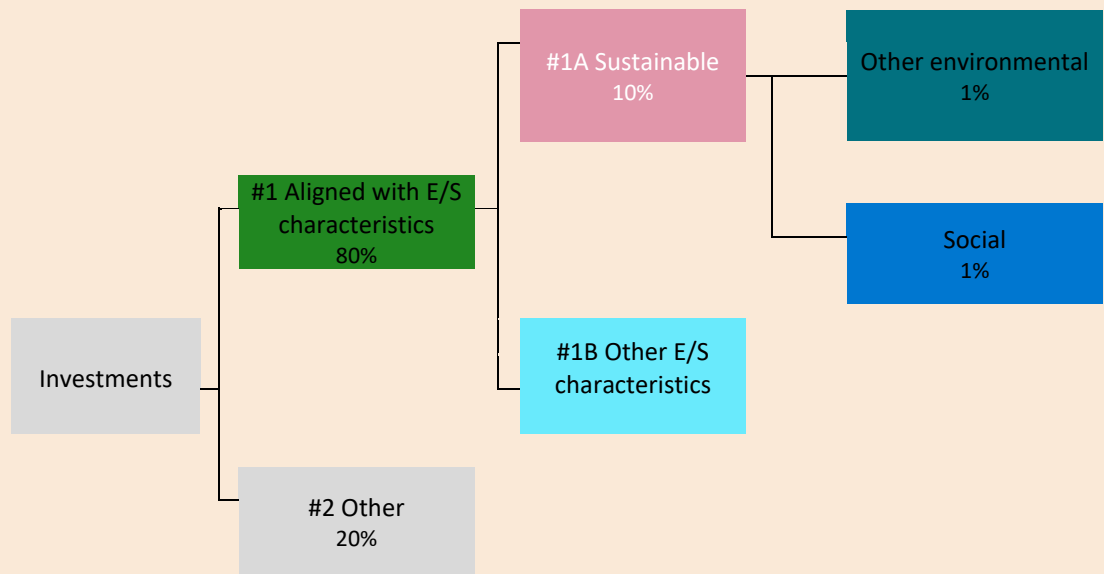 #1A Sustainable
10%
Other environmental
1%
#1 Aligned with E/S
characteristics
80%
Social
1%
Investments
#1B Other E/S
characteristics
#2 Other
20%